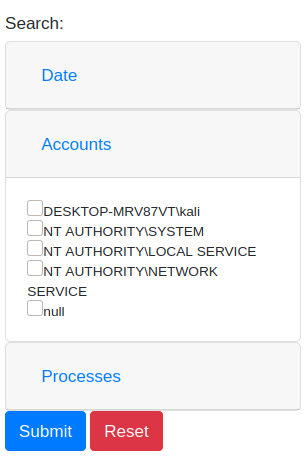 Search:
Date
Accounts
DESKTOP-MRV87VT\kali
NT AUTHORITY\SYSTEM
NT AUTHORITY\LOCAL SERVICE
NT AUTHORITY\NETWORK
SERVICE
null
Processes
Submit Reset